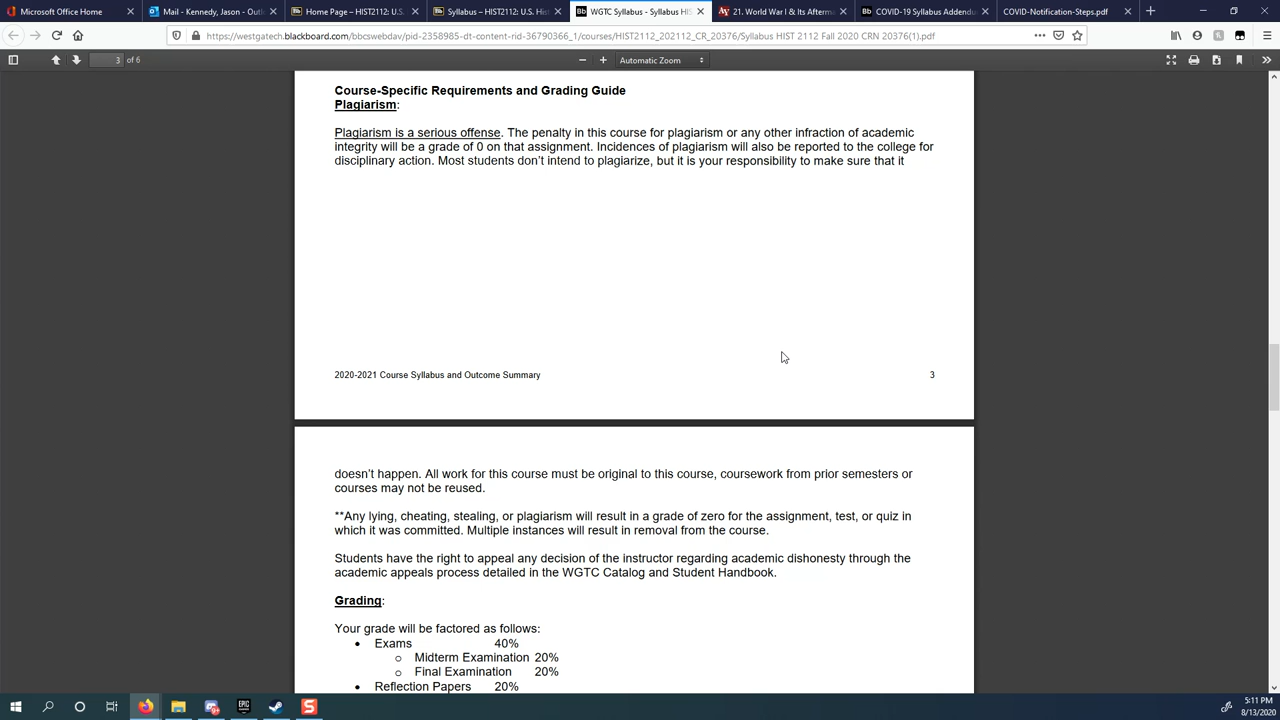 Microsoft Office Home
Mail - Kennedy, Jason - Outl
Home Page – HIST2112: U.S.
Syllabus – HIST2112: U.S. Hist
WGTC Syllabus - Syllabus HIS
21. World War I & Its Afterma
COVID-19 Syllabus Addendu
COVID-Notification-Steps.pdf
https://westgatech.blackboard.com/bbcswebdav/pid-2358985-dt-content-rid-36790366_1/courses/HIST2112_202112_CR_20376/Syllabus HIST 2112 Fall 2020 CRN 20376(1).pdf
3 of 6
Automatic Zoom
Course-Specific Requirements and Grading Guide
Plagiarism:
Plagiarism is a serious offense. The penalty in this course for plagiarism or any other infraction of academic
integrity will be a grade of 0 on that assignment. Incidences of plagiarism will also be reported to the college for
disciplinary action. Most students don't intend to plagiarize, but it is your responsibility to make sure that it
2020-2021 Course Syllabus and Outcome Summary 3
doesn't happen. All work for this course must be original to this course, coursework from prior semesters or
courses may not be reused.
**Any lying, cheating, stealing, or plagiarism will result in a grade of zero for the assignment, test, or quiz in
which it was committed. Multiple instances will result in removal from the course.
Students have the right to appeal any decision of the instructor regarding academic dishonesty through the
academic appeals process detailed in the WGTC Catalog and Student Handbook.
Grading:
Your grade will be factored as follows:
• Exams 40%
o Midterm Examination 20%
o Final Examination 20%
• Reflection Papers 20%
5:11 PM
8/13/2020